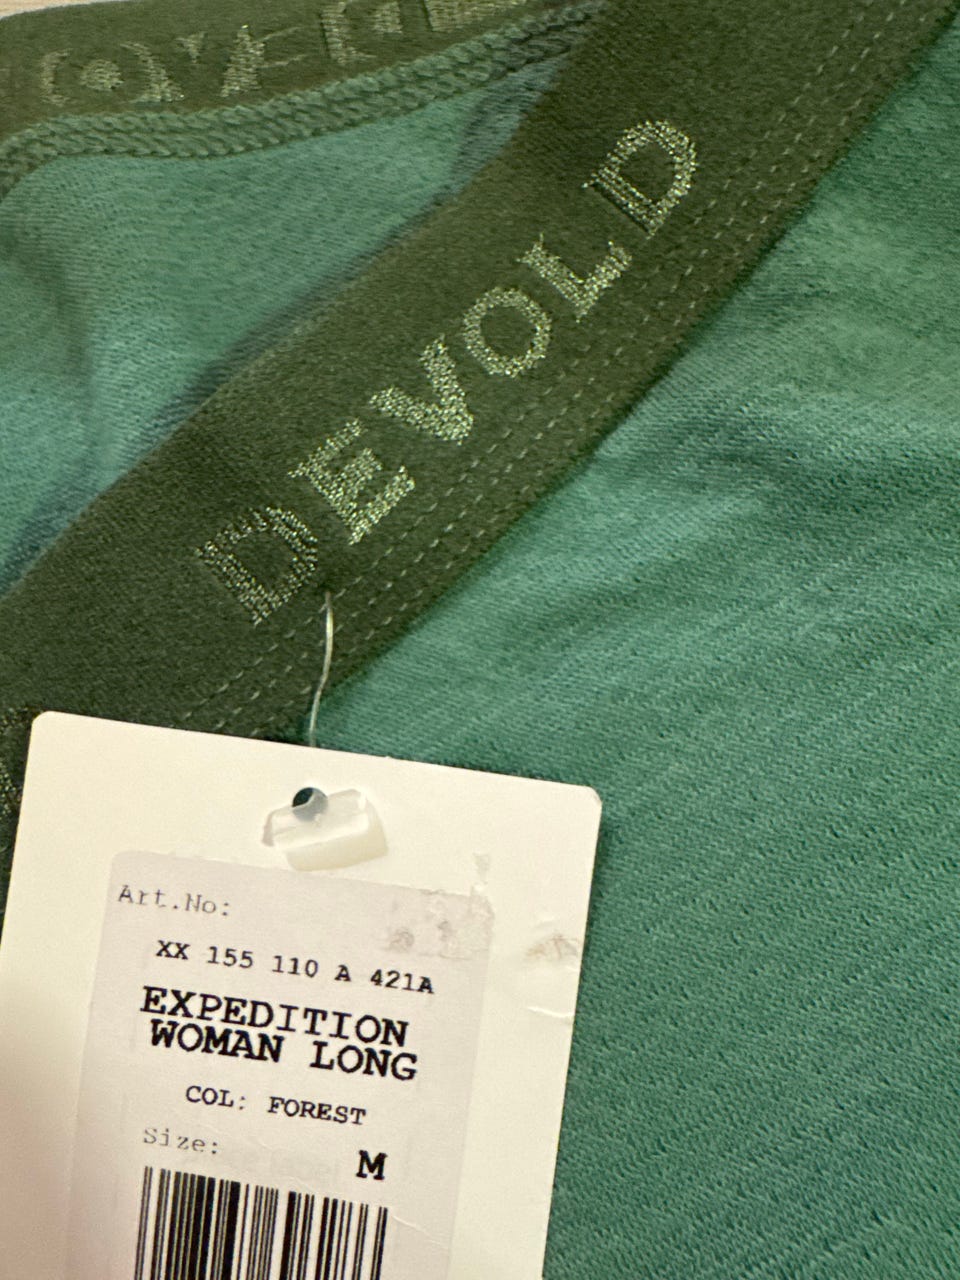 DEVOLD
Art.No:
XX 155 110 A 421A
EXPEDITION
WOMAN LONG
COL: FOREST
Size:
M